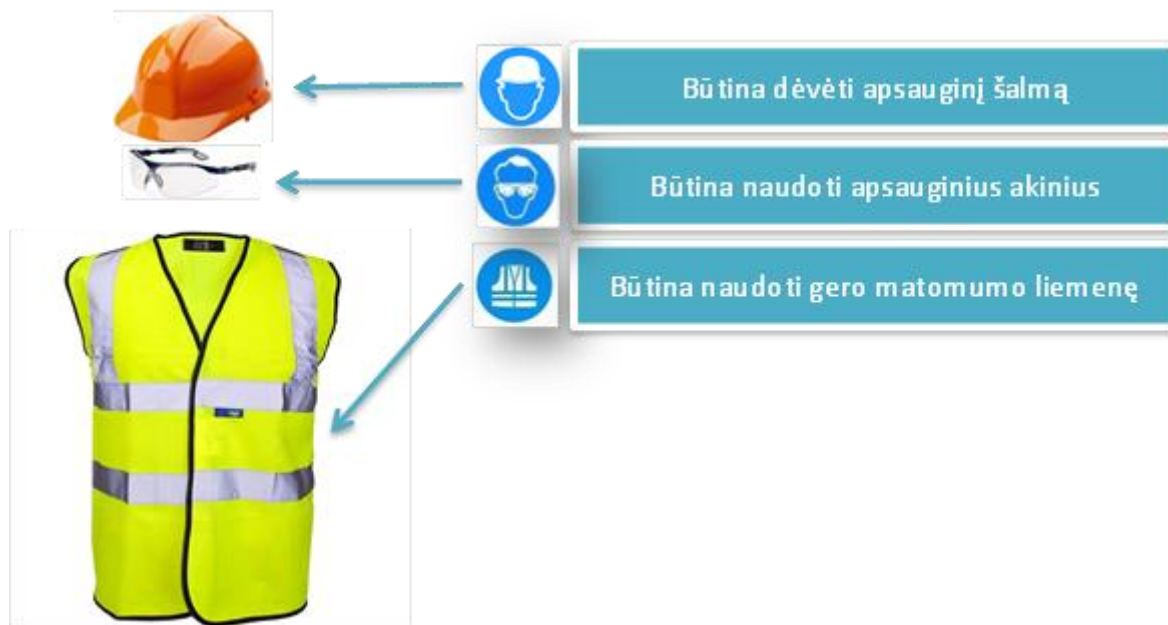 Būtina dėvėti apsauginį šalmą
Būtina naudoti apsauginius akinius
Būtina naudoti gero matomumo liemenę